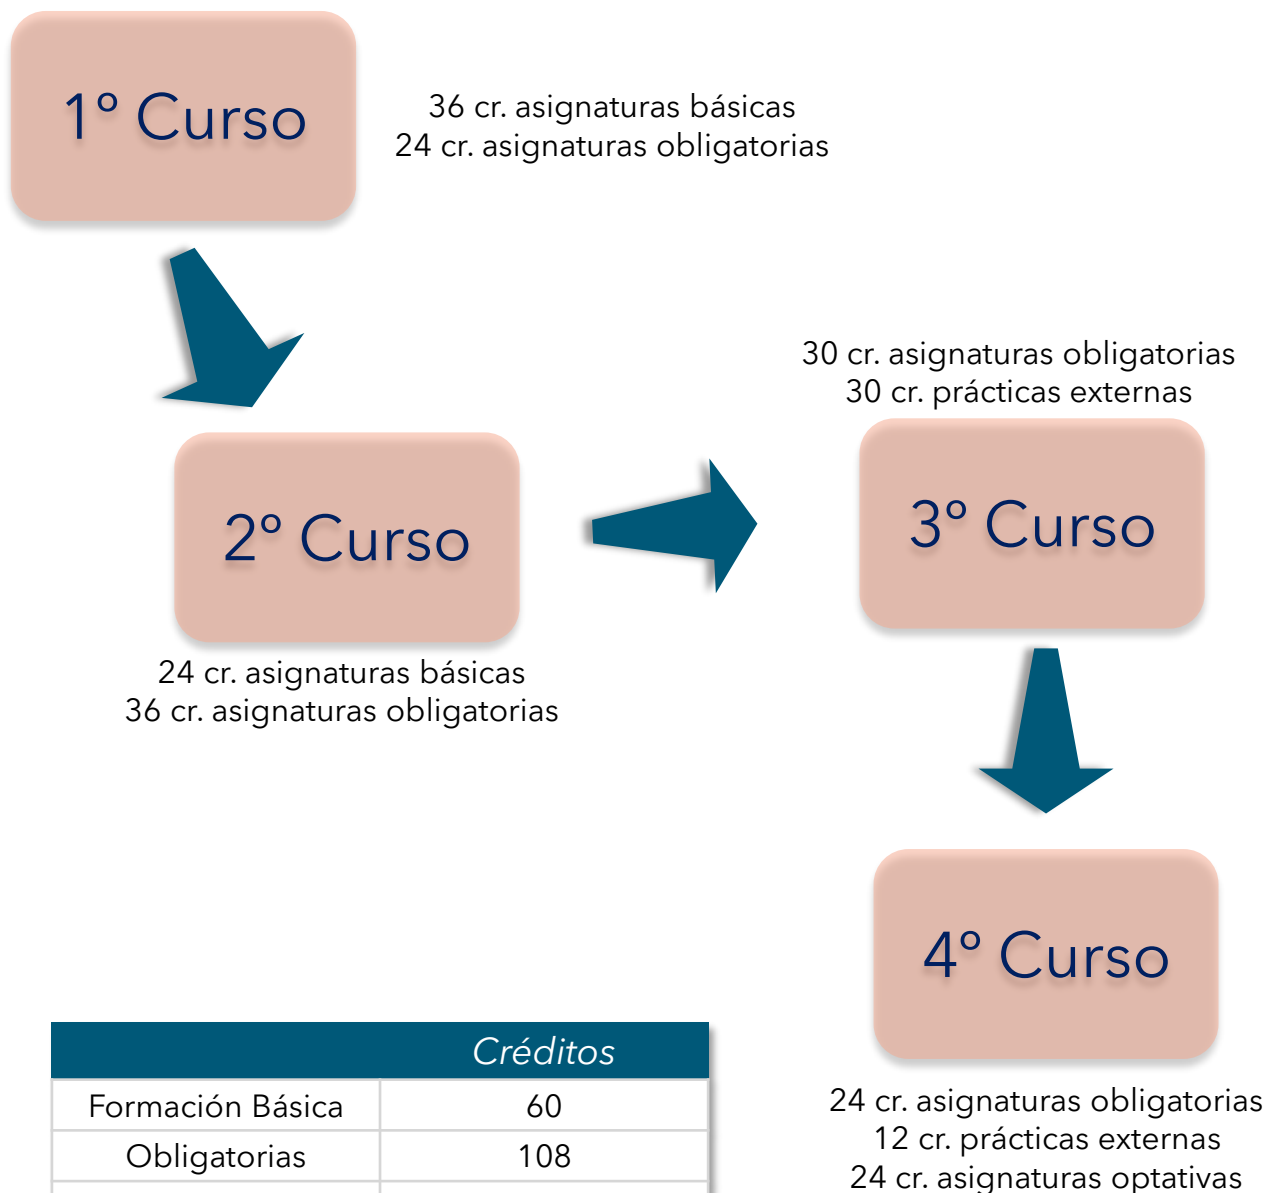 1º Curso
36 cr. asignaturas básicas
24 cr. asignaturas obligatorias
30 cr. asignaturas obligatorias
30 cr. prácticas externas
2º Curso
3º Curso
24 cr. asignaturas básicas
36 cr. asignaturas obligatorias
4º Curso
Créditos
Formación Básica 60
Obligatorias 108
24 cr. asignaturas obligatorias
12 cr. prácticas externas
24 cr. asignaturas optativas